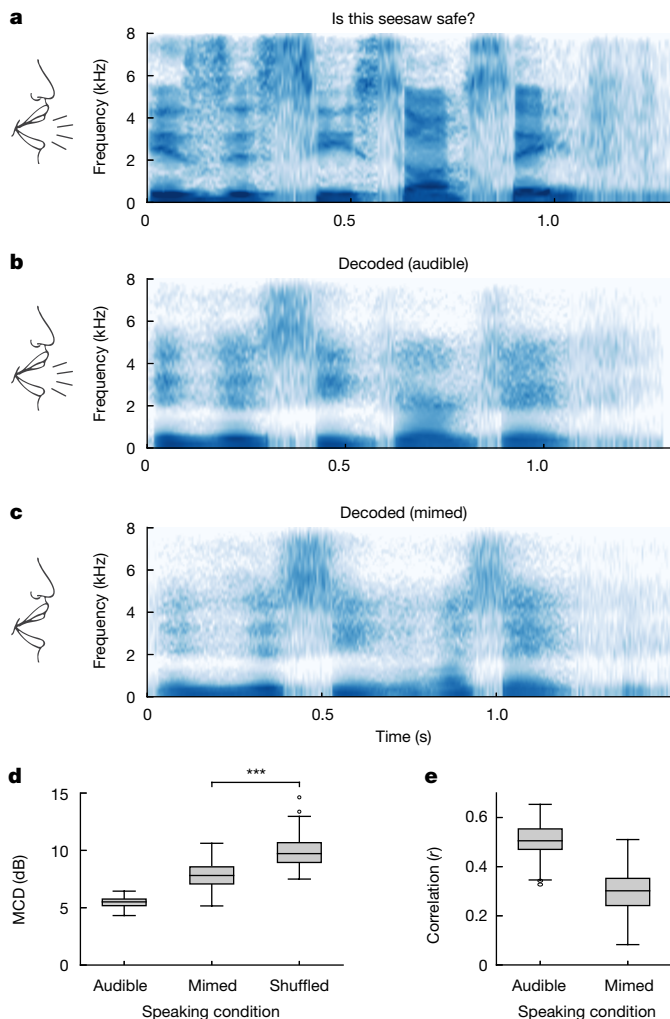 a
Is this seesaw safe?
Frequency (kHz)
8
6
4
2
0
0 0.5 1.0
b
Decoded (audible)
Frequency (kHz)
8
6
4
2
0
0 0.5 1.0
c
Decoded (mimed)
Frequency (kHz)
8
6
4
2
0
0 0.5 1.0
Time (s)
d
***
MCD (dB)
15
10
5
0
Audible Mimed Shuffled
Speaking condition
e
Correlation (r)
0.6
0.4
0.2
0
Audible Mimed
Speaking condition